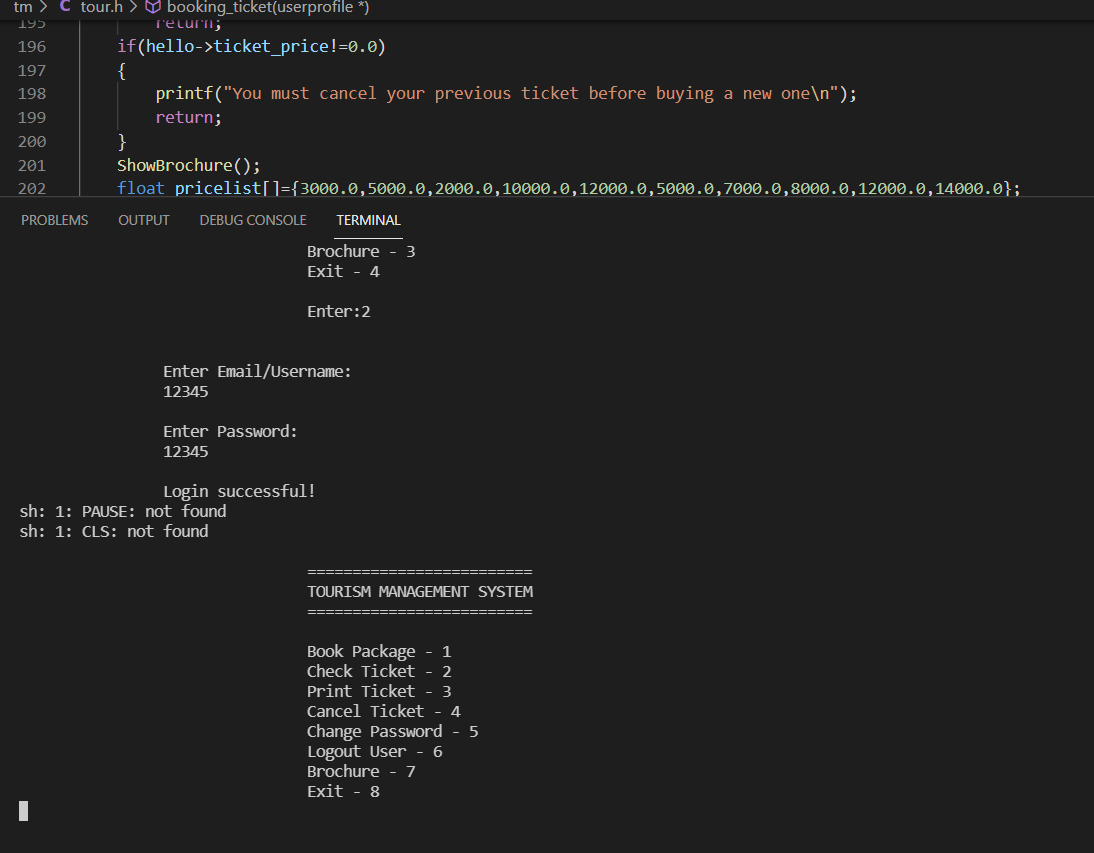 tm > C tour.h > booking_ticket(userprofile *)
195 return;
196 if(hello->ticket_price!=0.0)
197 {
198 printf("You must cancel your previous ticket before buying a new one\n");
199 return;
200 }
201 ShowBrochure();
202 float pricelist[]={3000.0,5000.0,2000.0,10000.0,12000.0,5000.0,7000.0,8000.0,12000.0,14000.0};
PROBLEMS OUTPUT DEBUG CONSOLE TERMINAL
Brochure - 3
Exit - 4
Enter:2
Enter Email/Username:
12345
Enter Password:
12345
Login successful!
sh: 1: PAUSE: not found
sh: 1: CLS: not found
=========================
TOURISM MANAGEMENT SYSTEM
=========================
Book Package - 1
Check Ticket - 2
Print Ticket - 3
Cancel Ticket - 4
Change Password - 5
Logout User - 6
Brochure - 7
Exit - 8